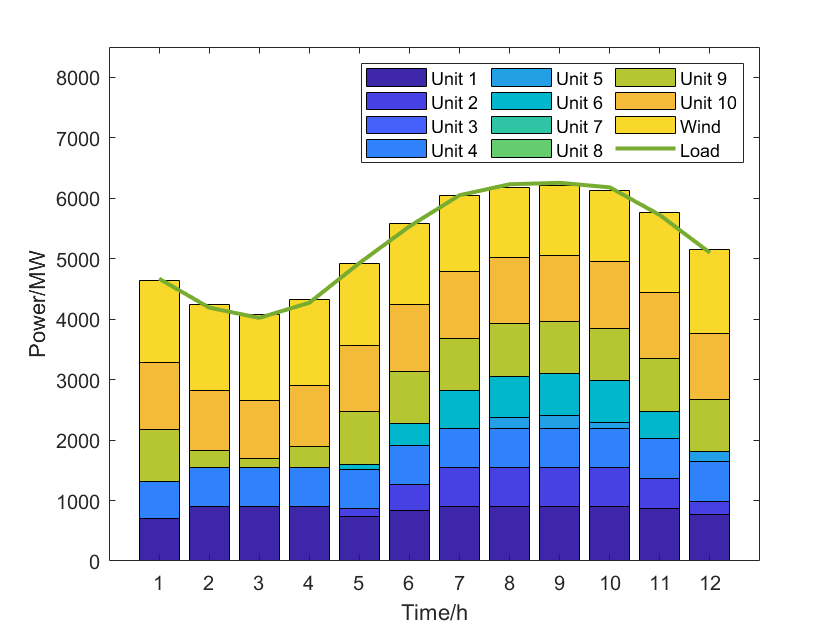 8000
7000
6000
5000
4000
3000
2000
1000
0
Power/MW
Unit 1
Unit 2
Unit 3
Unit 4
Unit 5
Unit 6
Unit 7
Unit 8
Unit 9
Unit 10
Wind
Load
1 2 3 4 5 6 7 8 9 10 11 12
Time/h